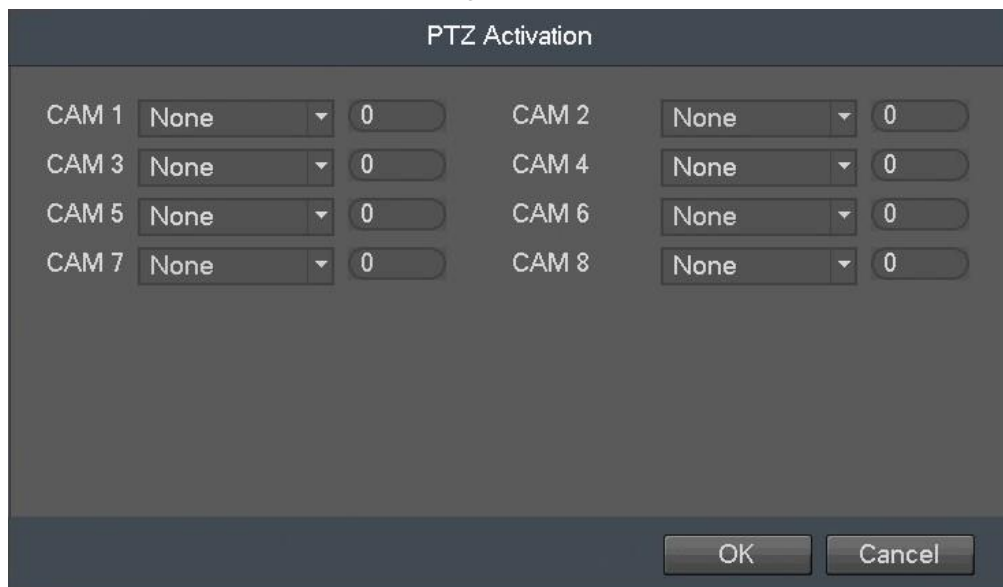 PTZ Activation
CAM 1 None 0 CAM 2 None 0
CAM 3 None 0 CAM 4 None 0
CAM 5 None 0 CAM 6 None 0
CAM 7 None 0 CAM 8 None 0
OK Cancel